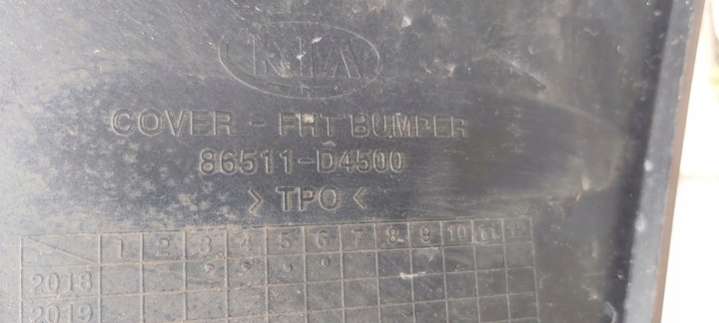 KIA
COVER - FRT BUMPER
86511-D4500
> TPO <
1 2 3 4 5 6 7 8 9 10 11
2018
2019